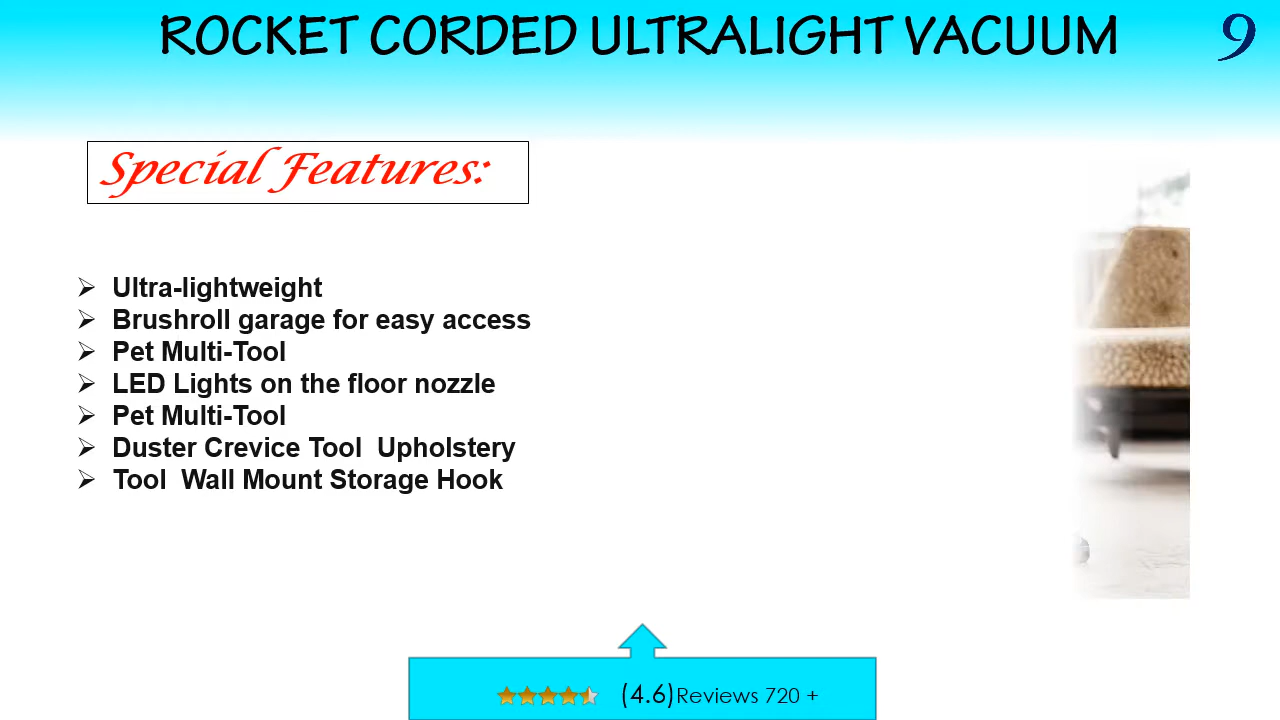 ROCKET CORDED ULTRALIGHT VACUUM
9
Special Features:
Ultra-lightweight
Brushroll garage for easy access
Pet Multi-Tool
LED Lights on the floor nozzle
Pet Multi-Tool
Duster Crevice Tool  Upholstery
Tool  Wall Mount Storage Hook
(4.6)Reviews 720 +